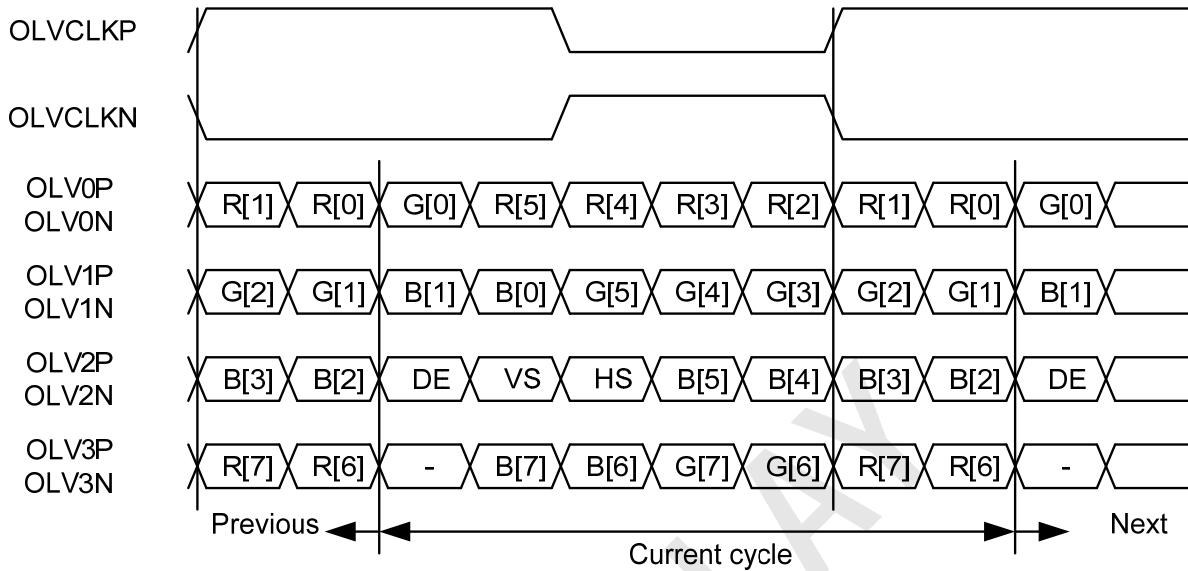 OLVCLKP
OLVCLKN
OLV0P
OLV0N
R[1] R[0] G[0] R[5] R[4] R[3] R[2] R[1] R[0] G[0]
OLV1P
OLV1N
G[2] G[1] B[1] B[0] G[5] G[4] G[3] G[2] G[1] B[1]
OLV2P
OLV2N
B[3] B[2] DE VS HS B[5] B[4] B[3] B[2] DE
OLV3P
OLV3N
R[7] R[6] - B[7] B[6] G[7] G[6] R[7] R[6] -
Previous Next
Current cycle